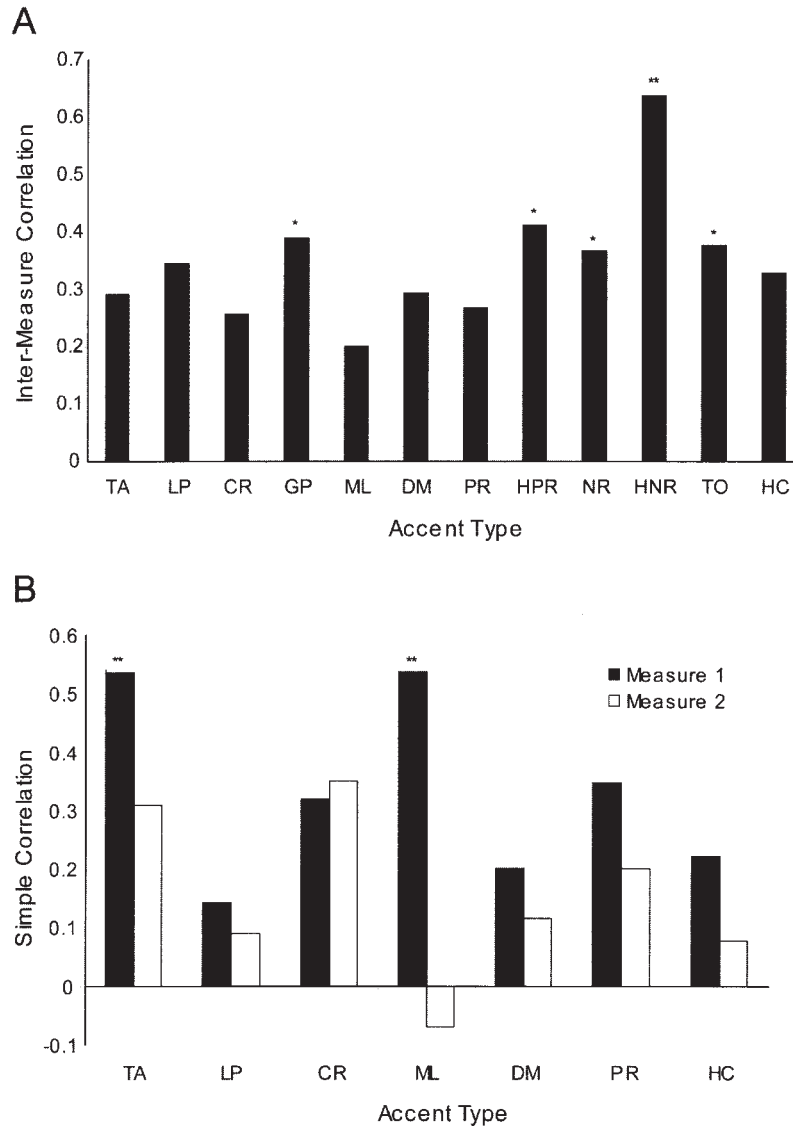 A
Inter-Measure Correlation
0.7
0.6
0.5
0.4
0.3
0.2
0.1
0
*
*
*
**
*
TA LP CR GP ML DM PR HPR NR HNR TO HC
Accent Type
B
Simple Correlation
0.6
0.5
0.4
0.3
0.2
0.1
0
-0.1
**
**
Measure 1
Measure 2
TA LP CR ML DM PR HC
Accent Type